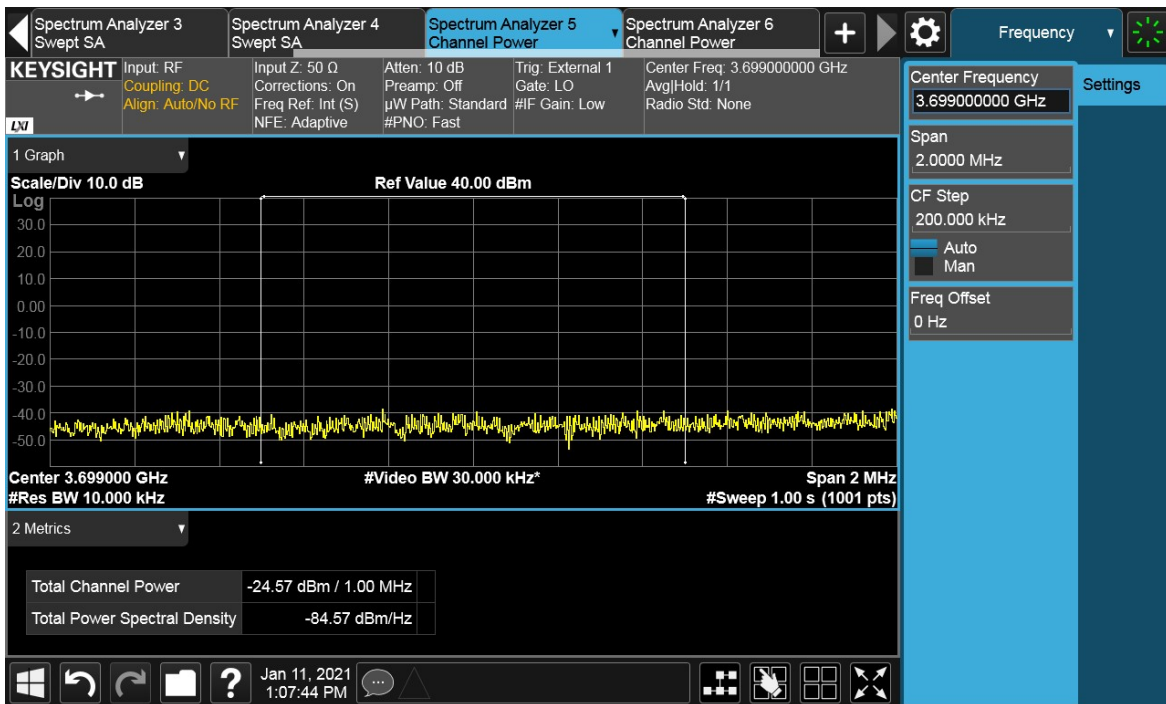 Spectrum Analyzer 3
Swept SA
Spectrum Analyzer 4
Swept SA
Spectrum Analyzer 5
Channel Power
Spectrum Analyzer 6
Channel Power
+
Frequency
KEYSIGHT
LXI
Input: RF
Coupling: DC
Align: Auto/No RF
Input Z: 50 Ω
Corrections: On
Freq Ref: Int (S)
NFE: Adaptive
Atten: 10 dB
Preamp: Off
µW Path: Standard
#PNO: Fast
Trig: External 1
Gate: LO
#IF Gain: Low
Center Freq: 3.699000000 GHz
Avg|Hold: 1/1
Radio Std: None
Center Frequency
3.699000000 GHz
Settings
Span
2.0000 MHz
CF Step
200.000 kHz
Auto
Man
Freq Offset
0 Hz
1 Graph
Scale/Div 10.0 dB
Ref Value 40.00 dBm
Log
30.0
20.0
10.0
0.00
-10.0
-20.0
-30.0
-40.0
-50.0
Center 3.699000 GHz
#Video BW 30.000 kHz*
Span 2 MHz
#Res BW 10.000 kHz
#Sweep 1.00 s (1001 pts)
2 Metrics
Total Channel Power -24.57 dBm / 1.00 MHz
Total Power Spectral Density -84.57 dBm/Hz
?
Jan 11, 2021
1:07:44 PM